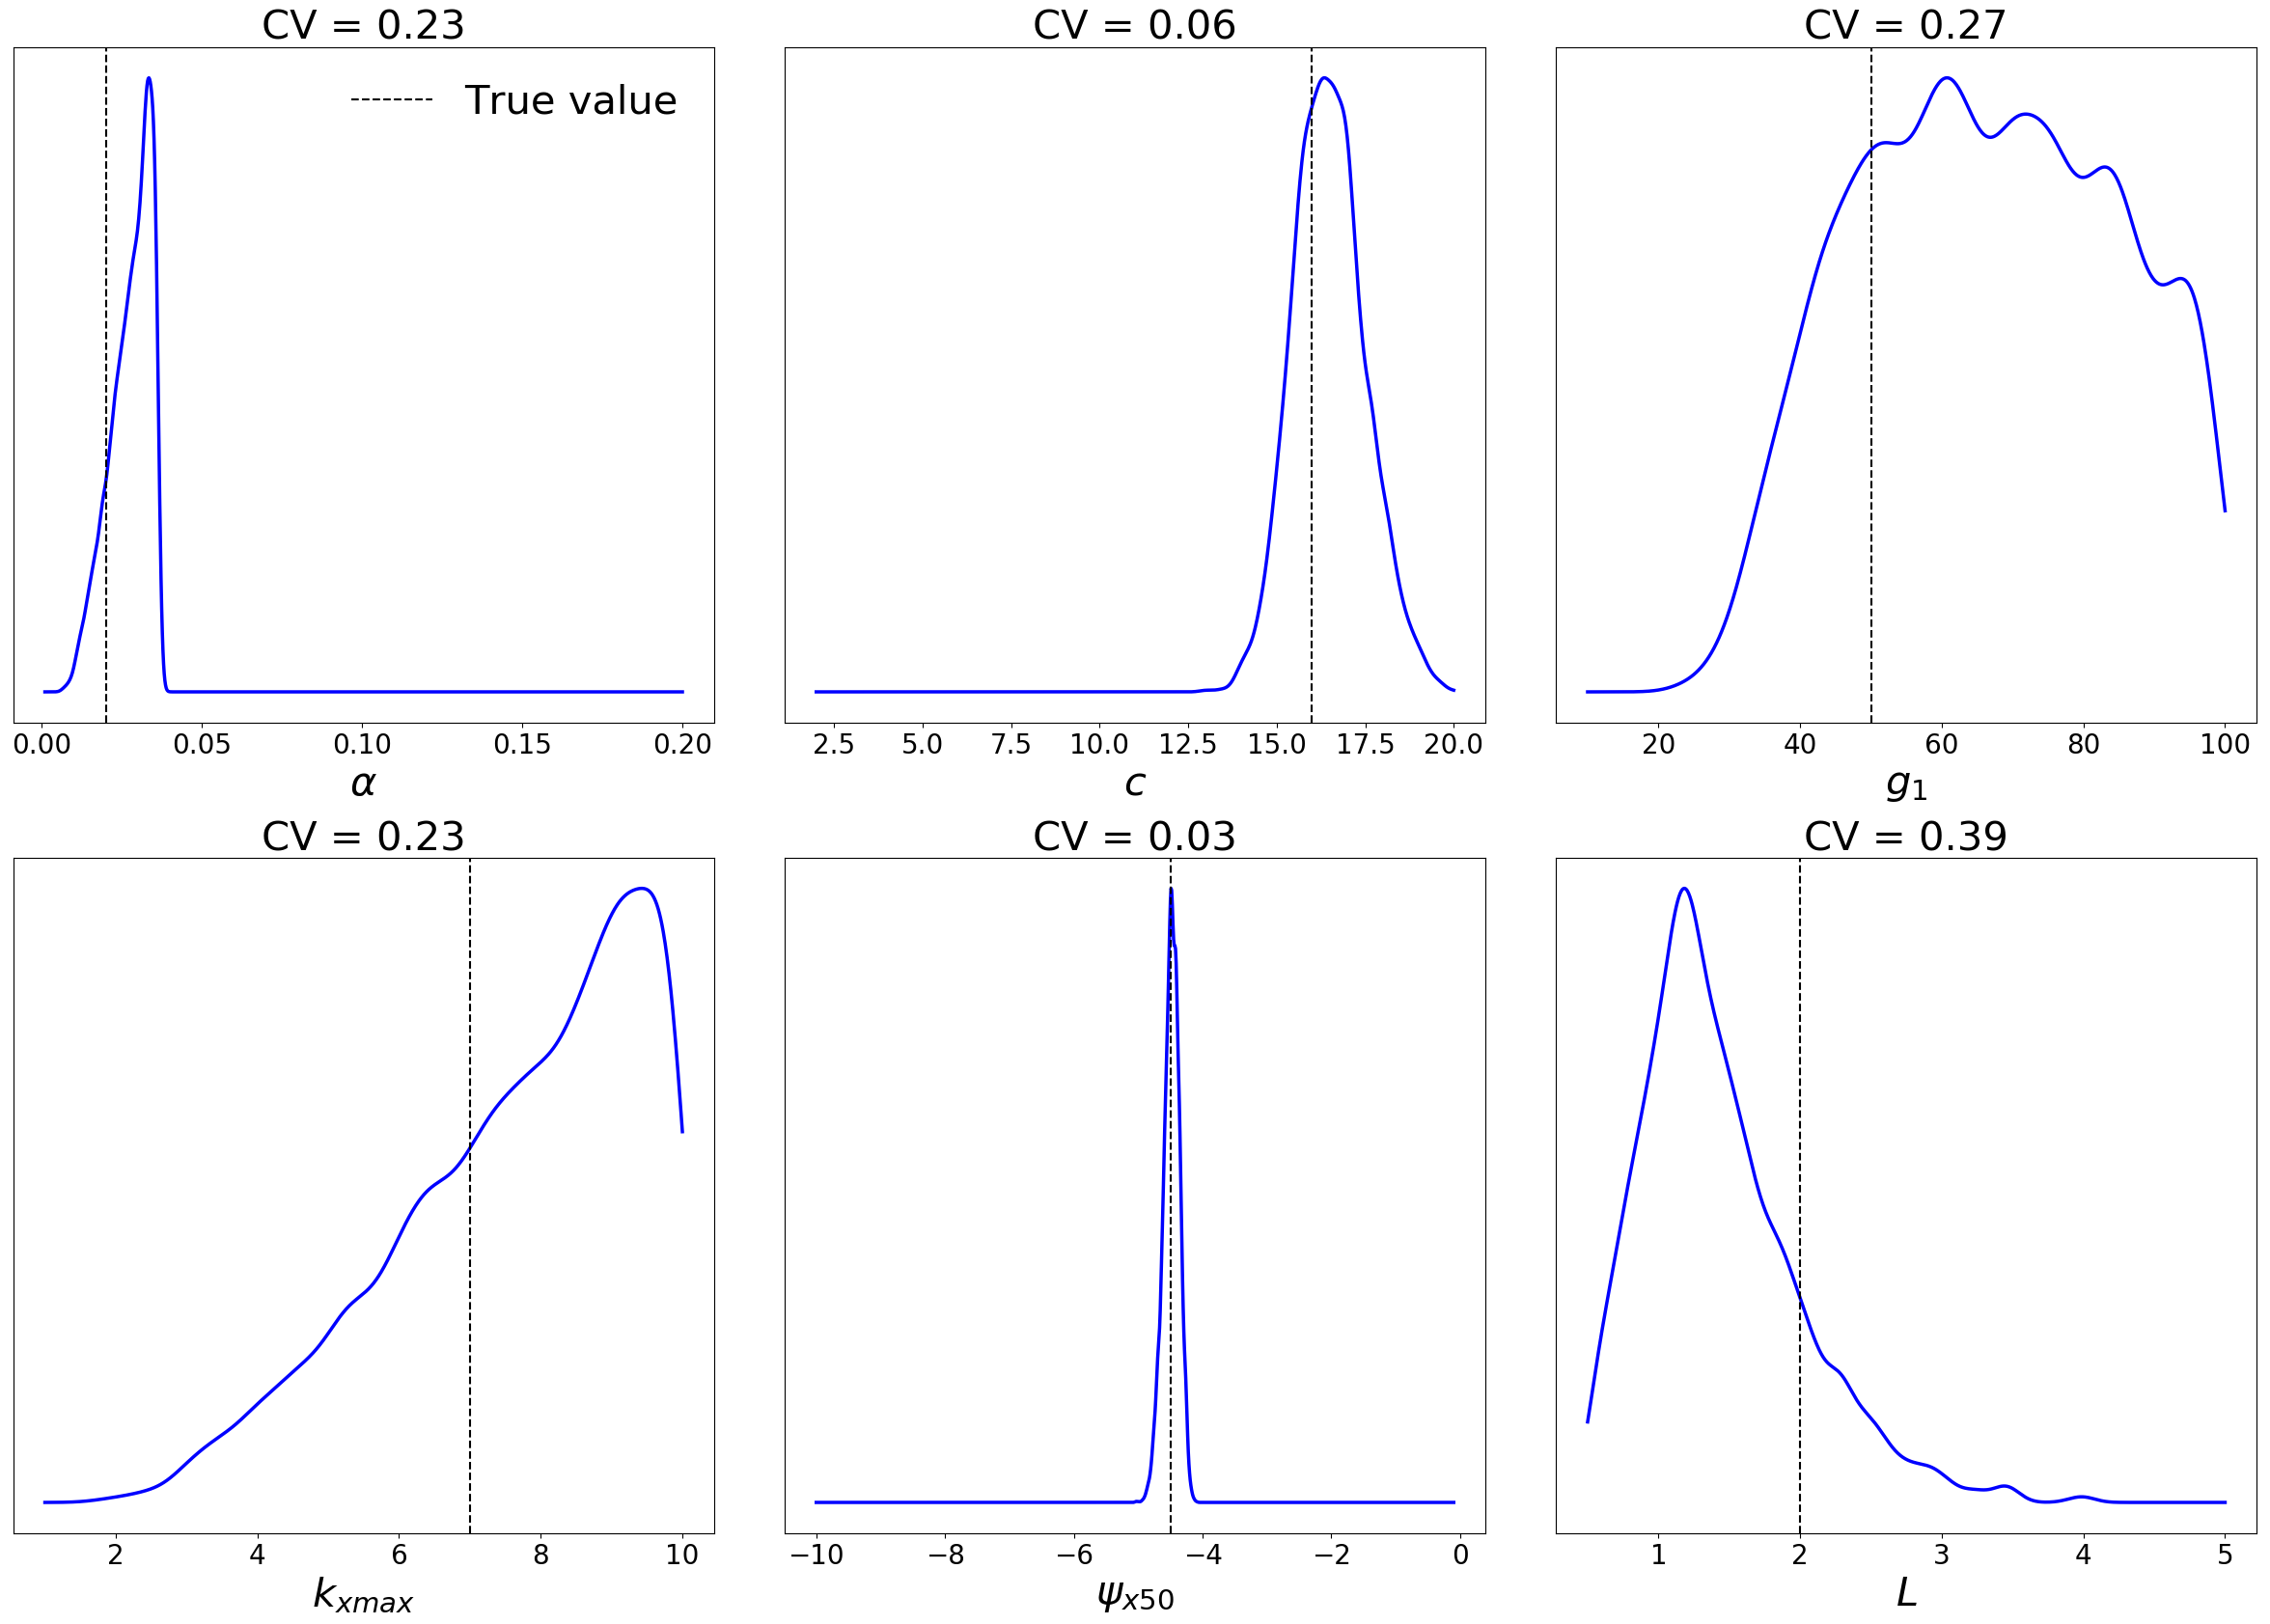 CV = 0.23
CV = 0.06
CV = 0.27
True value
0.00 0.05 0.10 0.15 0.20
2.5 5.0 7.5 10.0 12.5 15.0 17.5 20.0
20 40 60 80 100
α
c
g1
CV = 0.23
CV = 0.03
CV = 0.39
2 4 6 8 10
−10 −8 −6 −4 −2 0
1 2 3 4 5
kxmax
ψx50
L